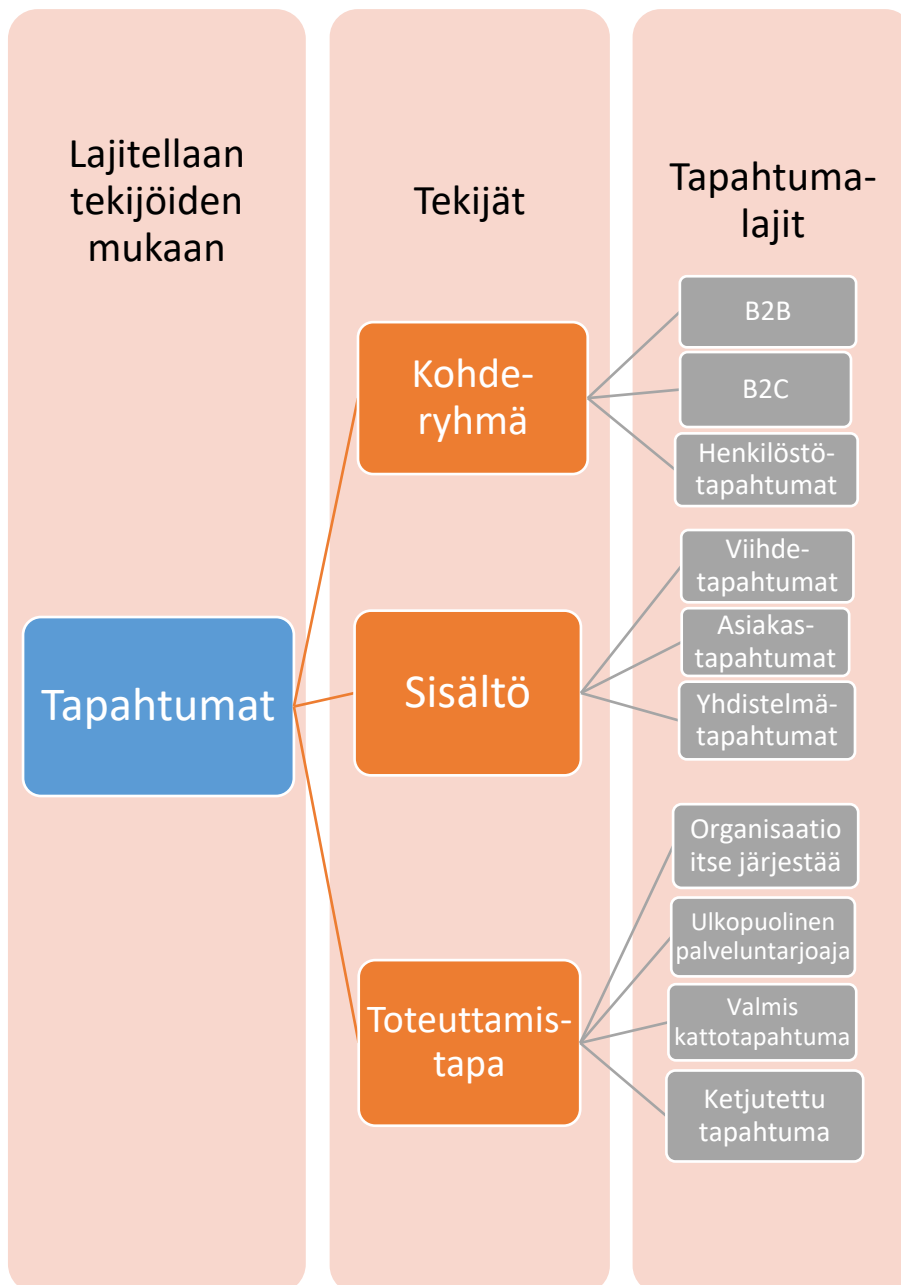 Lajitellaan
tekijöiden
mukaan
Tapahtumat
Tekijät
Kohde-
ryhmä
Sisältö
Toteuttamis-
tapa
Tapahtuma-
lajit
B2B
B2C
Henkilöstö-
tapahtumat
Viihde-
tapahtumat
Asiakas-
tapahtumat
Yhdistelmä-
tapahtumat
Organisaatio
itse järjestää
Ulkopuolinen
palveluntarjoaja
Valmis
kattotapahtuma
Ketjutettu
tapahtuma